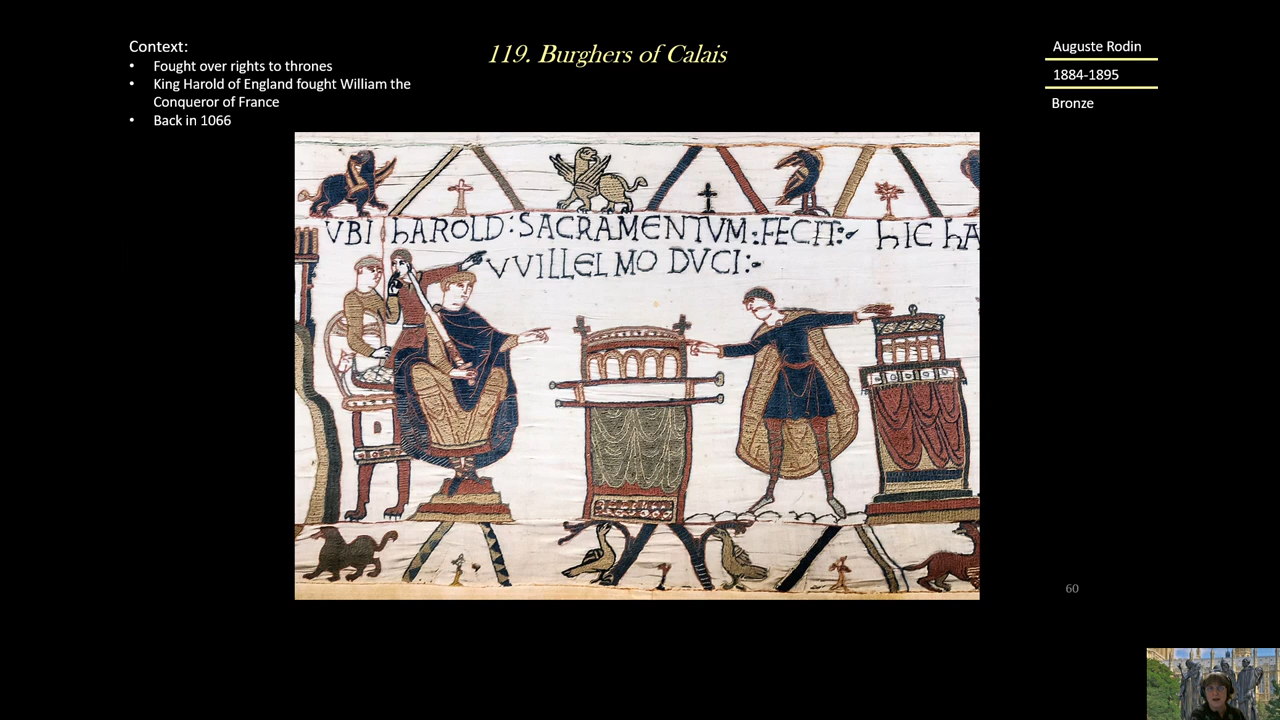 Context:
• Fought over rights to thrones
• King Harold of England fought William the
Conqueror of France
• Back in 1066
119. Burghers of Calais
Auguste Rodin
1884-1895
Bronze
VBI hAROLD:SACRAMENTVM:FECIT:- hIC hA
VVILLELMO DVCI:-
60